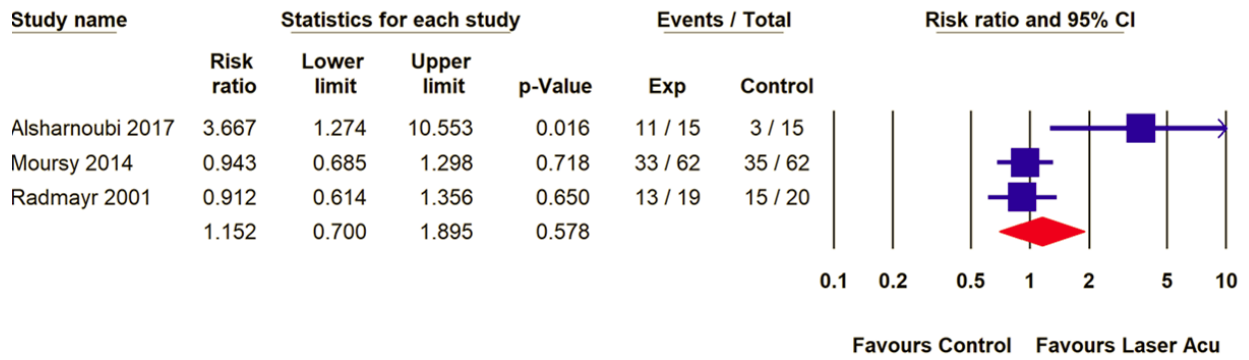 Study name Statistics for each study Events / Total Risk ratio and 95% CI
Risk ratio Lower limit Upper limit p-Value Exp Control
Alsharnoubi 2017 3.667 1.274 10.553 0.016 11 / 15 3 / 15
Moursy 2014 0.943 0.685 1.298 0.718 33 / 62 35 / 62
Radmayr 2001 0.912 0.614 1.356 0.650 13 / 19 15 / 20
1.152 0.700 1.895 0.578
0.1 0.2 0.5 1 2 5 10
Favours Control Favours Laser Acu